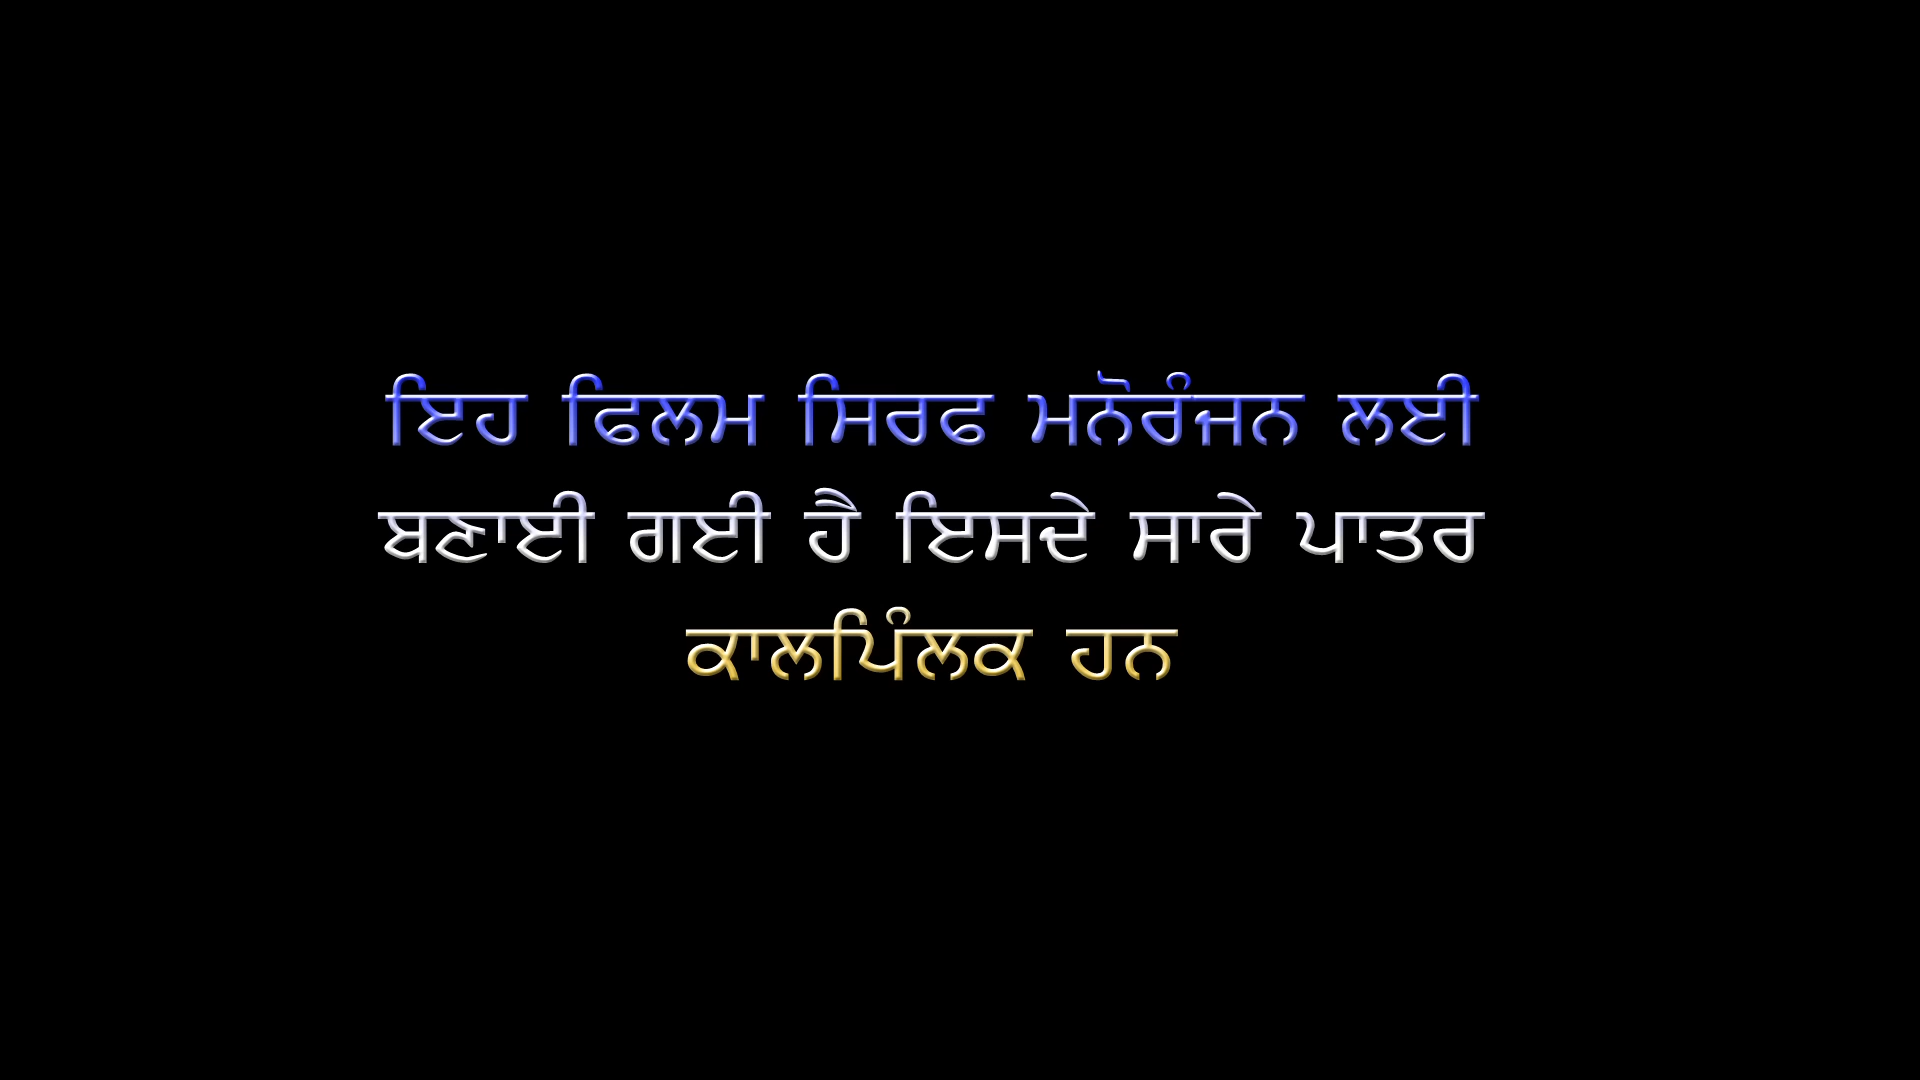 ਇਹ ਫਿਲਮ ਸਿਰਫ ਮਨੋਰੰਜਨ ਲਈ
ਬਣਾਈ ਗਈ ਹੈ ਇਸਦੇ ਸਾਰੇ ਪਾਤਰ
ਕਾਲਪਿੰਲਕ ਹਨ